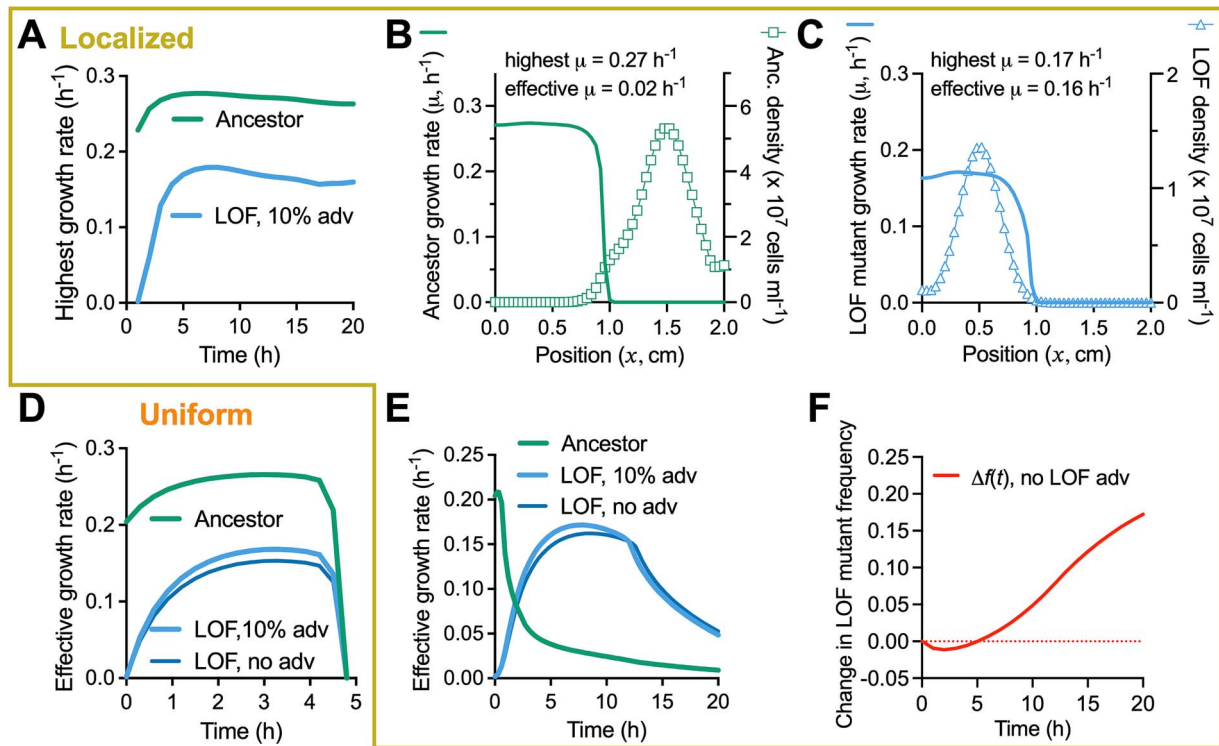 A Localized
Highest growth rate (h-1)
0.3
0.2
0.1
0.0
Ancestor
LOF, 10% adv
0 5 10 15 20
Time (h)
B
Ancestor growth rate (μ, h-1)
highest μ = 0.27 h-1
effective μ = 0.02 h-1
0.3
0.2
0.1
0.0
6
4
2
0
Anc. density (x 107 cells ml-1)
0.0 0.5 1.0 1.5 2.0
Position (x, cm)
C
LOF mutant growth rate (μ, h-1)
highest μ = 0.17 h-1
effective μ = 0.16 h-1
0.3
0.2
0.1
0.0
2
1
0
LOF density (x 107 cells ml-1)
0.0 0.5 1.0 1.5 2.0
Position (x, cm)
D Uniform
Effective growth rate (h-1)
0.3
0.2
0.1
0.0
Ancestor
LOF,10% adv
LOF, no adv
0 1 2 3 4 5
Time (h)
E
Effective growth rate (h-1)
0.25
0.20
0.15
0.10
0.05
0.00
Ancestor
LOF, 10% adv
LOF, no adv
0 5 10 15 20
Time (h)
F
Change in LOF mutant frequency
0.25
0.20
0.15
0.10
0.05
0.00
-0.05
Δf(t), no LOF adv
0 5 10 15 20
Time (h)